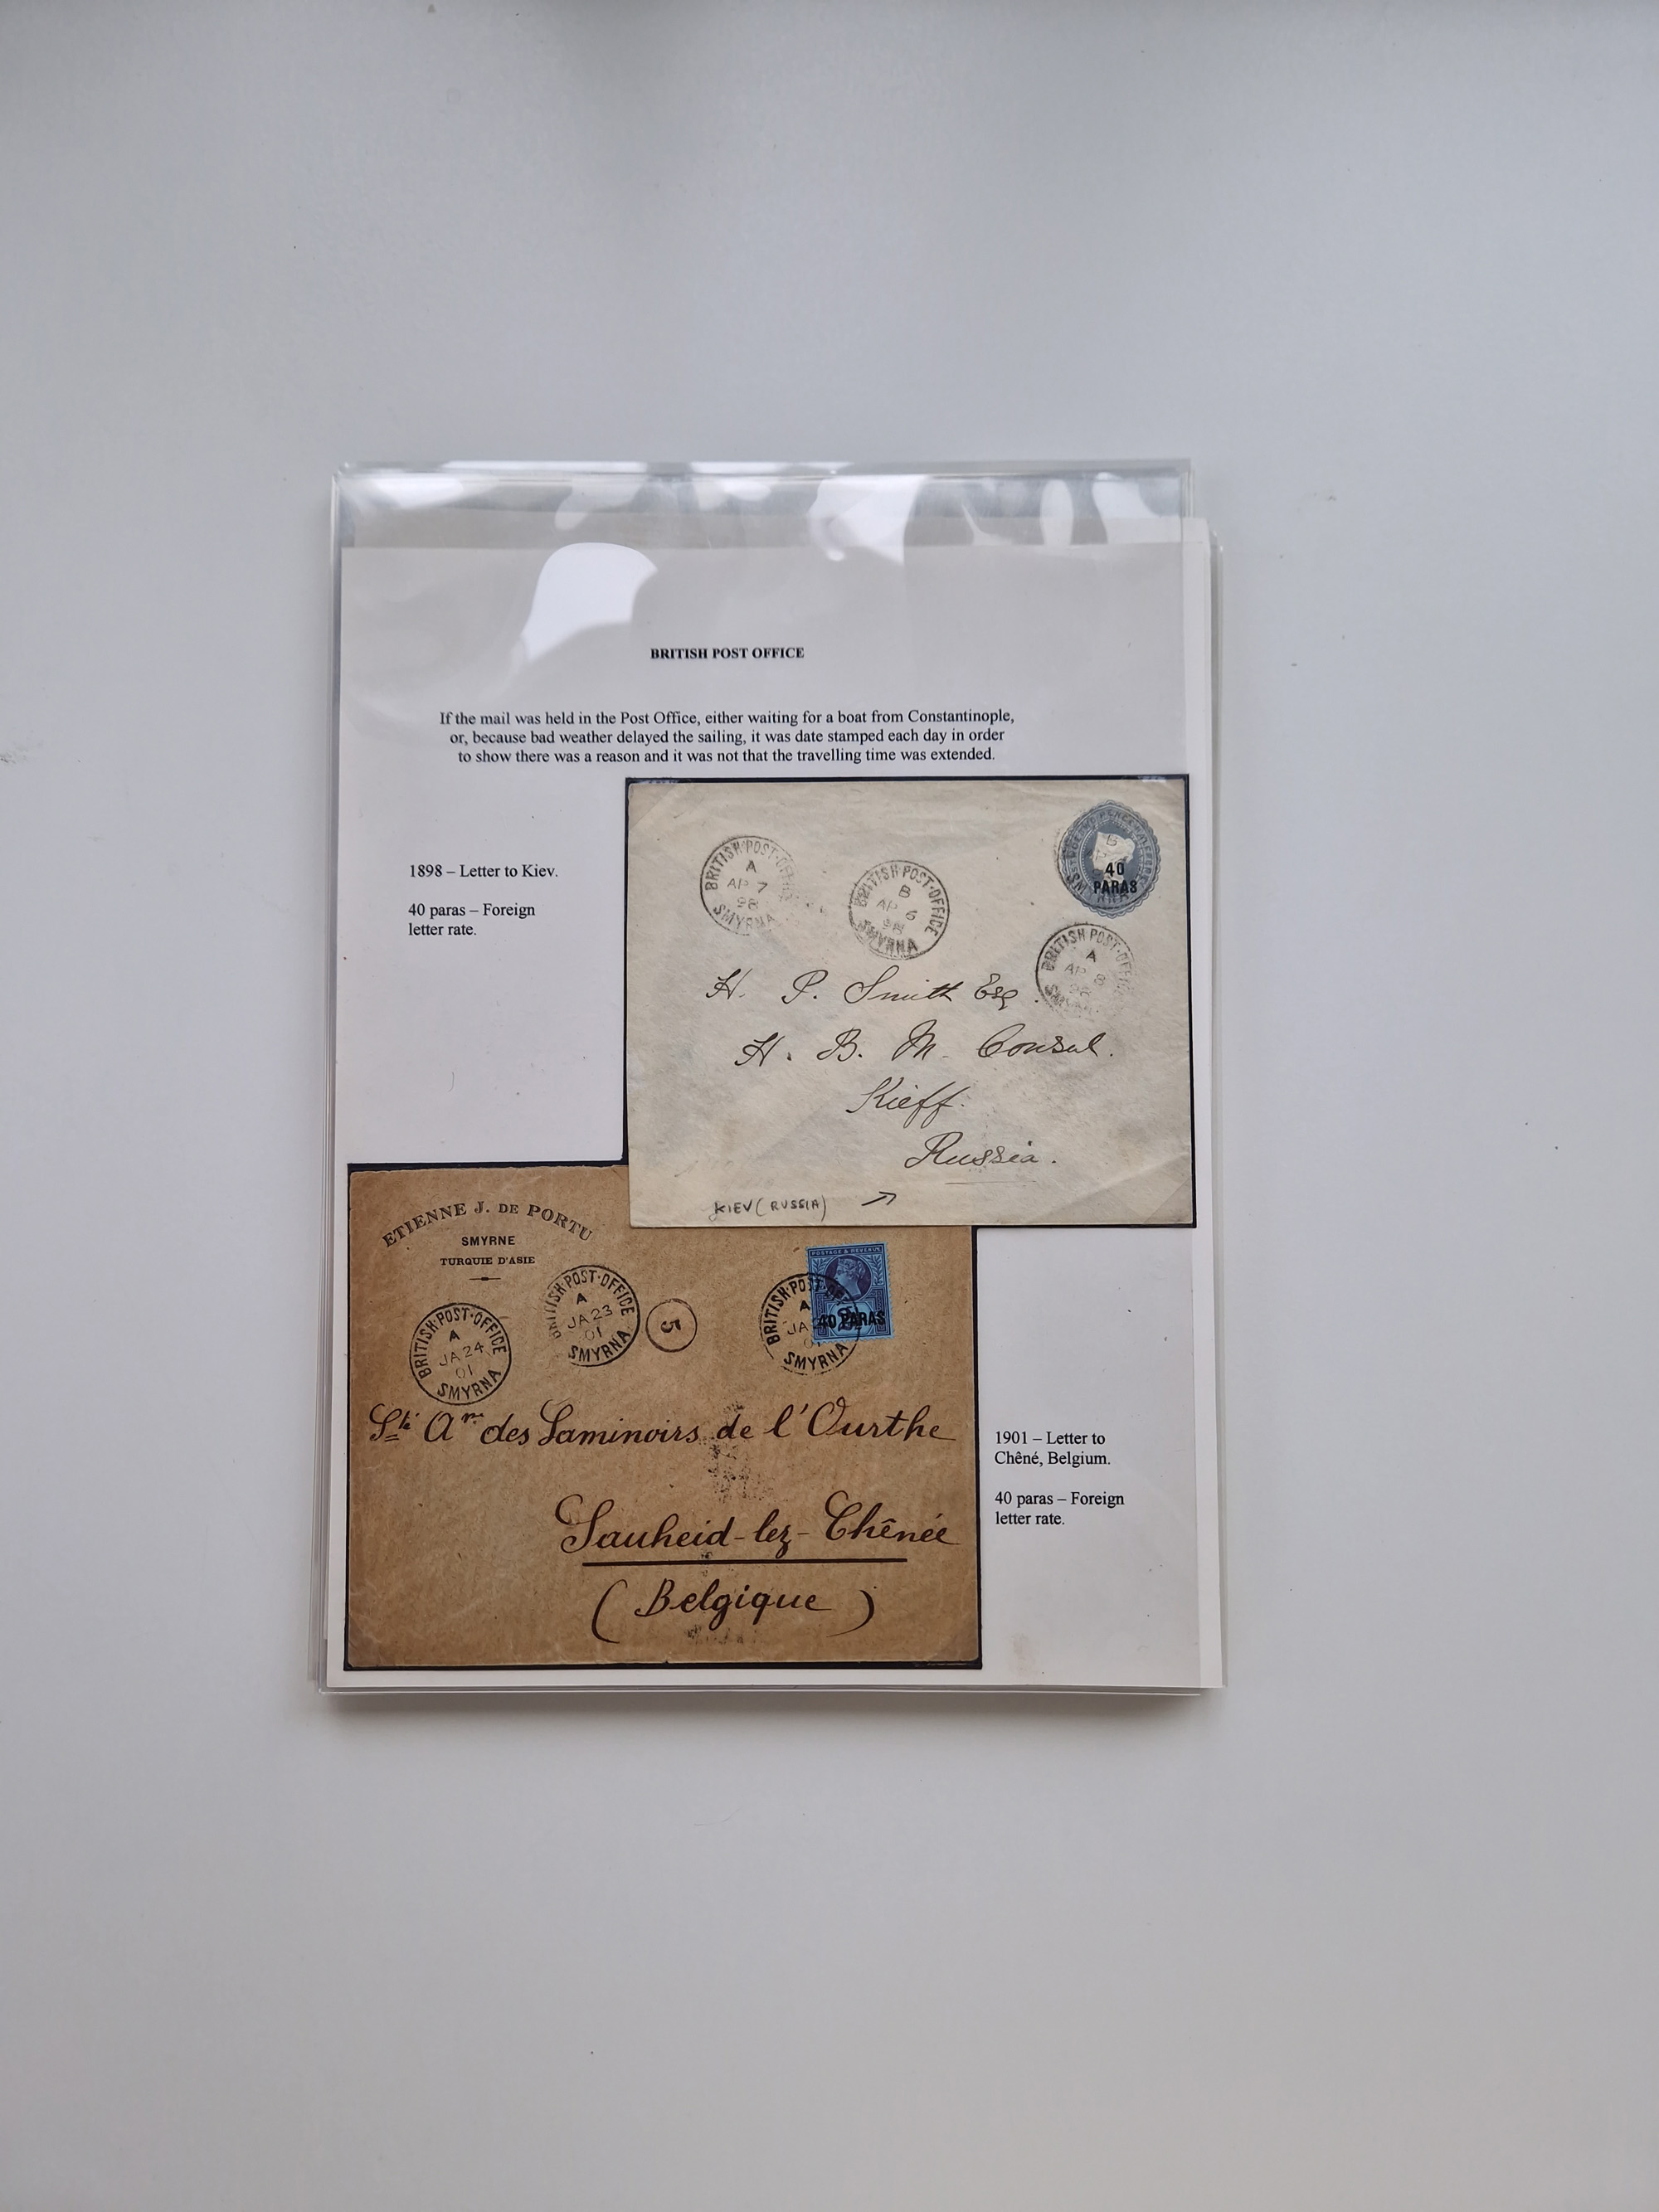 BRITISH POST OFFICE
If the mail was held in the Post Office, either waiting for a boat from Constantinople,
or, because bad weather delayed the sailing, it was date stamped each day in order
to show there was a reason and it was not that the travelling time was extended.
1898 – Letter to Kiev.
40 paras – Foreign
letter rate.
BRITISH·POST·OFFICE
A
AP 7
98
SMYRNA
BRITISH·POST·OFFICE
B
AP 6
98
SMYRNA
40
PARAS
BRITISH POST·OFFICE
A
AP 8
98
H. P. Smith Esq.
H. B. M. Consul.
Kieff.
Russia.
KIEV (RUSSIA)
ETIENNE J. DE PORTU
SMYRNE
TURQUIE D'ASIE
BRITISH·POST·OFFICE
A
JA 24
01
SMYRNA
BRITISH·POST·OFFICE
A
JA 23
01
SMYRNA
5
POSTAGE & REVENUE
40 PARAS
BRITISH·POST
A
JA
SMYRNA
Sté Ame des Laminoirs de l'Ourthe
Sauheid-lez-Chênée
(Belgique)
1901 – Letter to
Chêné, Belgium.
40 paras – Foreign
letter rate.